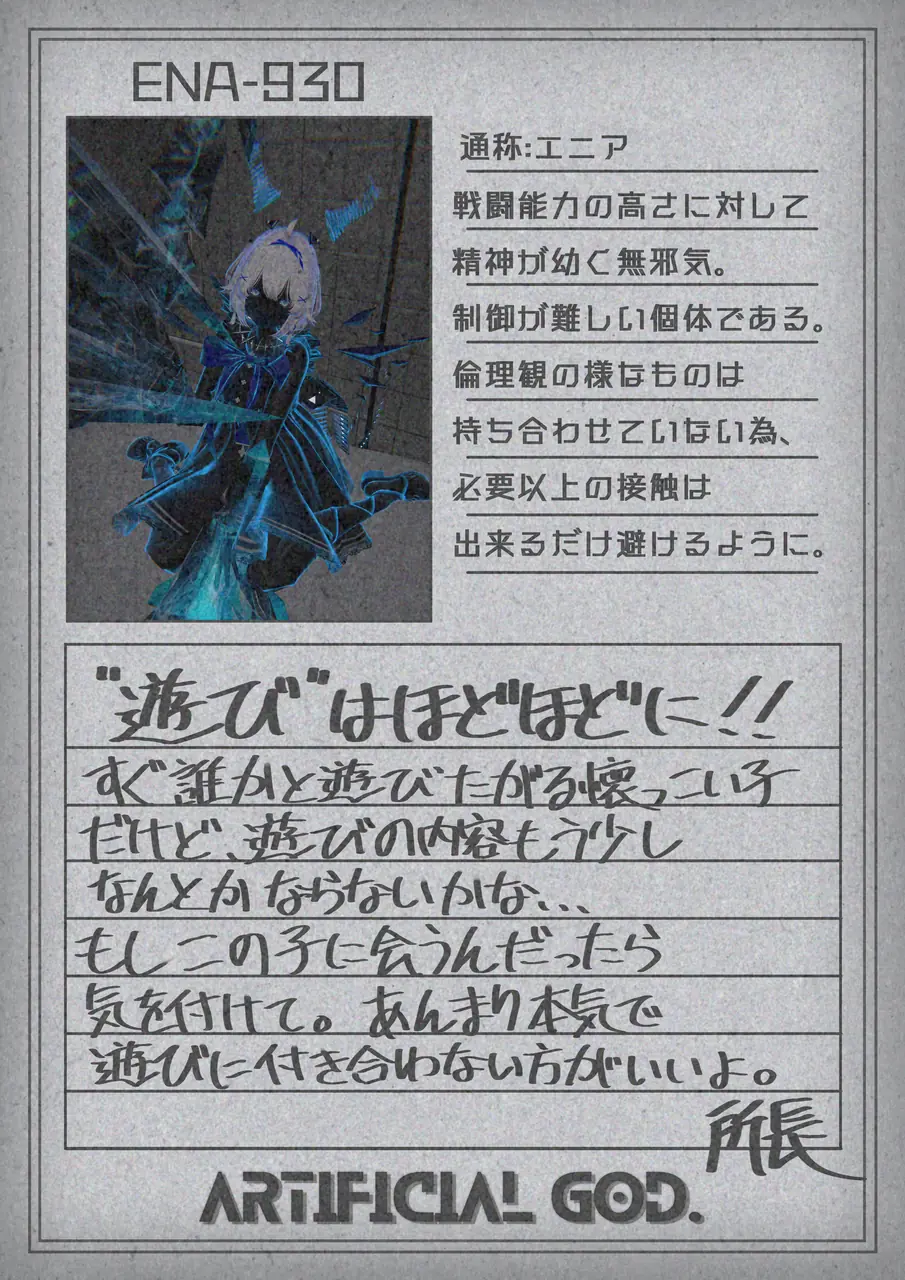 ENA-930
通称:エニア
戦闘能力の高さに対して
精神が幼く無邪気。
制御が難しい個体である。
倫理観の様なものは
持ち合わせていない為、
必要以上の接触は
出来るだけ避けるように。
"遊び"はほどほどに!!
すぐ誰かと遊びたがる懐っこい子
だけど、遊びの内容もう少し
なんとかならないかな、、、
もしこの子に会うんだったら
気を付けて。あんまり本気で
遊びに付き合わない方がいいよ。
所長
ARTIFICIAL GOD.